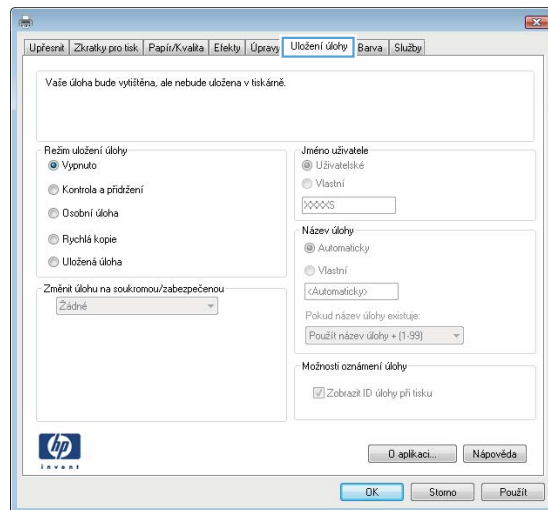 Upřesnit Zkratky pro tisk Papír/Kvalita Efekty Úpravy Uložení úlohy Barva Služby
Vaše úloha bude vytištěna, ale nebude uložena v tiskárně.
Režim uložení úlohy
Vypnuto
Kontrola a přidržení
Osobní úloha
Rychlá kopie
Uložená úloha
Změnit úlohu na soukromou/zabezpečenou
Žádné
Jméno uživatele
Uživatelské
Vlastní
XXXXS
Název úlohy
Automaticky
Vlastní
<Automaticky>
Pokud název úlohy existuje:
Použít název úlohy + (1-99)
Možnosti oznámení úlohy
Zobrazit ID úlohy při tisku
hp
invent
O aplikaci... Nápověda
OK Storno Použít